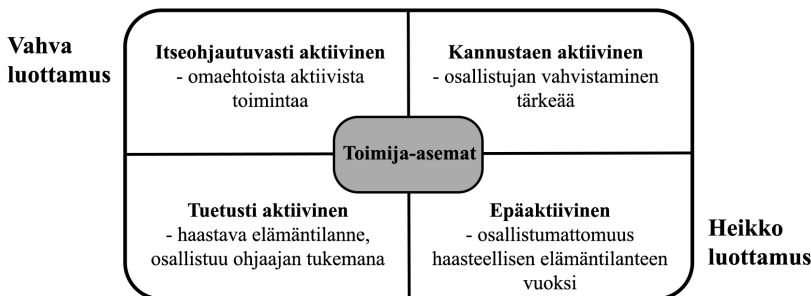 Vahva
luottamus
Itseohjautuvasti aktiivinen
- omaehtoista aktiivista
toimintaa
Kannustaen aktiivinen
- osallistujan vahvistaminen
tärkeää
Toimija-asemat
Tuetusti aktiivinen
- haastava elämäntilanne,
osallistuu ohjaajan tukemana
Epäaktiivinen
- osallistumattomuus
haasteellisen elämäntilanteen
vuoksi
Heikko
luottamus